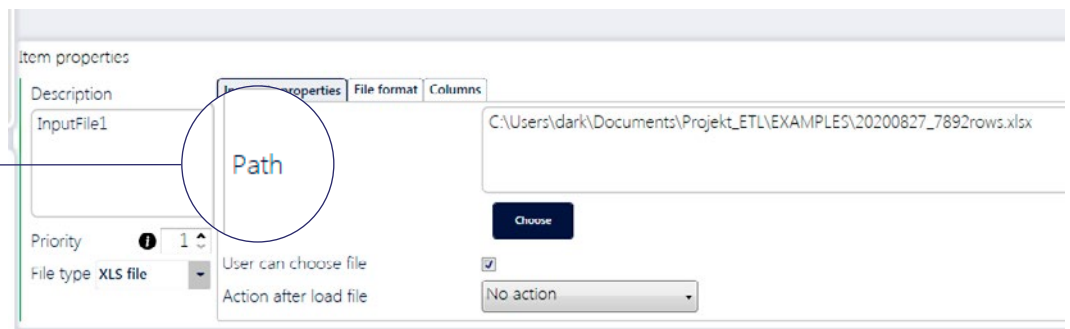 Item properties
Description
properties
File format
Columns
InputFile1
Path
C:\Users\dark\Documents\Projekt_ETL\EXAMPLES\20200827_7892rows.xlsx
Choose
Priority
1
File type
XLS file
User can choose file
Action after load file
No action